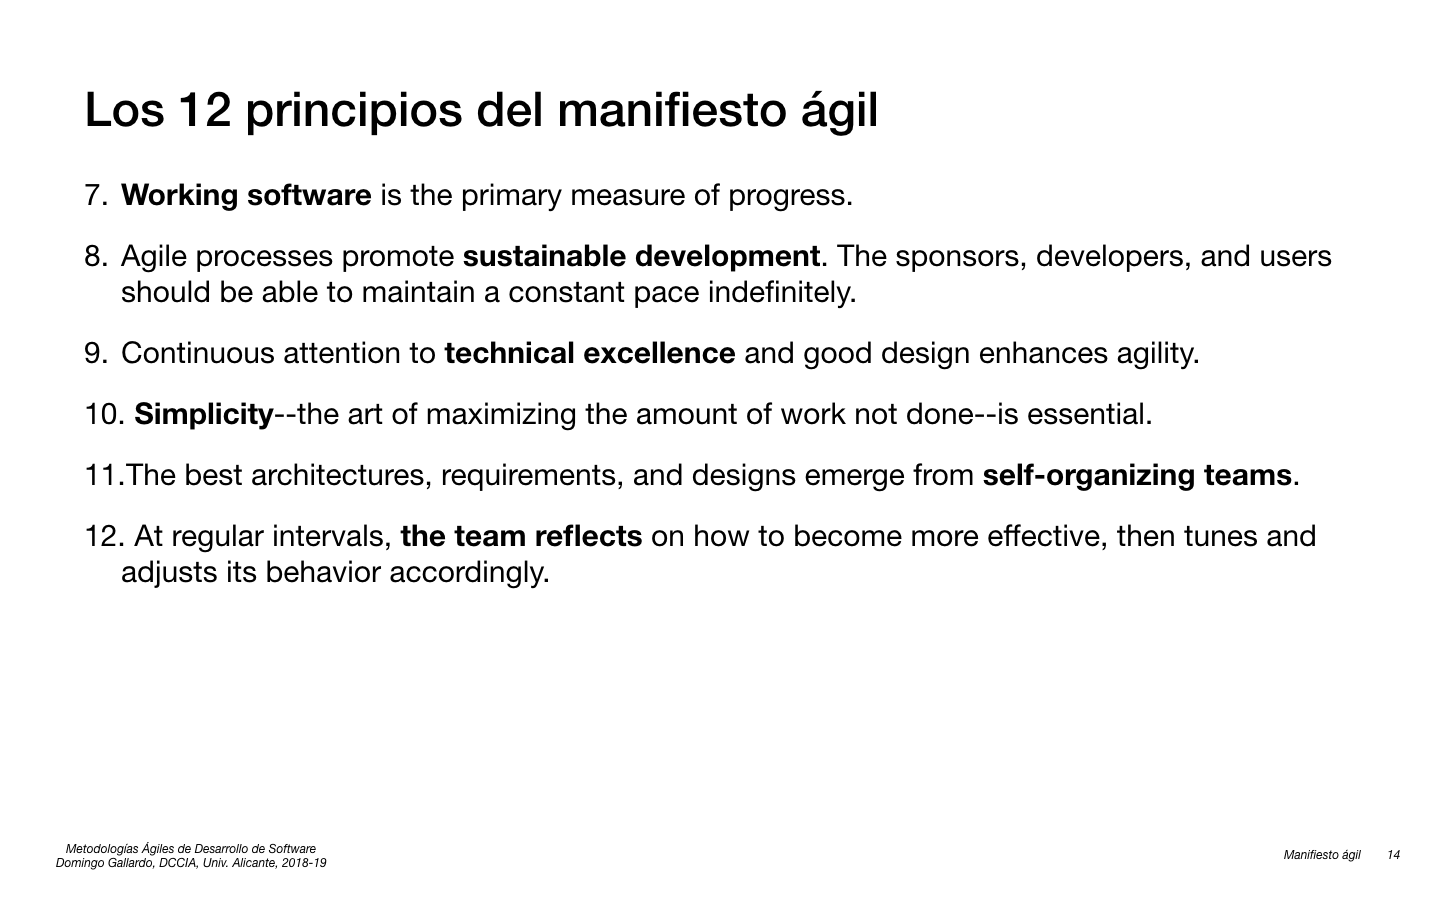 Los 12 principios del manifiesto ágil
7. Working software is the primary measure of progress.
8. Agile processes promote sustainable development. The sponsors, developers, and users
should be able to maintain a constant pace indefinitely.
9. Continuous attention to technical excellence and good design enhances agility.
10. Simplicity--the art of maximizing the amount of work not done--is essential.
11.The best architectures, requirements, and designs emerge from self-organizing teams.
12. At regular intervals, the team reflects on how to become more effective, then tunes and
adjusts its behavior accordingly.
Metodologías Ágiles de Desarrollo de Software
Domingo Gallardo, DCCIA, Univ. Alicante, 2018-19
Manifiesto ágil 14